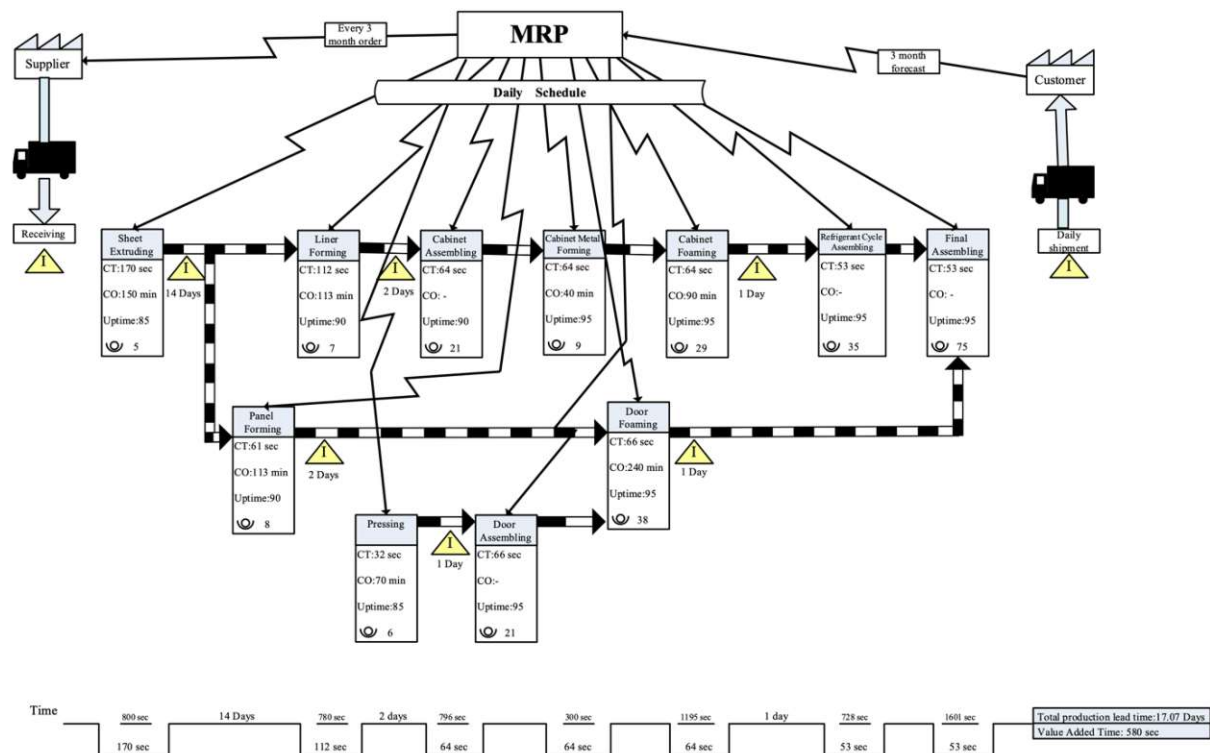 Every 3
month order
MRP
3 month
forecast
Supplier
Customer
Daily Schedule
Receiving
I
Daily
shipment
I
Sheet
Extruding
CT:170 sec
CO:150 min
Uptime:85
5
I
14 Days
Liner
Forming
CT:112 sec
CO:113 min
Uptime:90
7
I
2 Days
Cabinet
Assembling
CT:64 sec
CO: -
Uptime:90
21
Cabinet Metal
Forming
CT:64 sec
CO:40 min
Uptime:95
9
Cabinet
Foaming
CT:64 sec
CO:90 min
Uptime:95
29
I
1 Day
Refrigerant Cycle
Assembling
CT:53 sec
CO:-
Uptime:95
35
Final
Assembling
CT:53 sec
CO: -
Uptime:95
75
Panel
Forming
CT:61 sec
CO:113 min
Uptime:90
8
I
2 Days
Door
Foaming
CT:66 sec
CO:240 min
Uptime:95
38
I
1 Day
Pressing
CT:32 sec
CO:70 min
Uptime:85
6
I
1 Day
Door
Assembling
CT:66 sec
CO:-
Uptime:95
21
Time
800 sec 14 Days 780 sec 2 days 796 sec 300 sec 1195 sec 1 day 728 sec 1601 sec
170 sec 112 sec 64 sec 64 sec 64 sec 53 sec 53 sec
Total production lead time:17.07 Days
Value Added Time: 580 sec